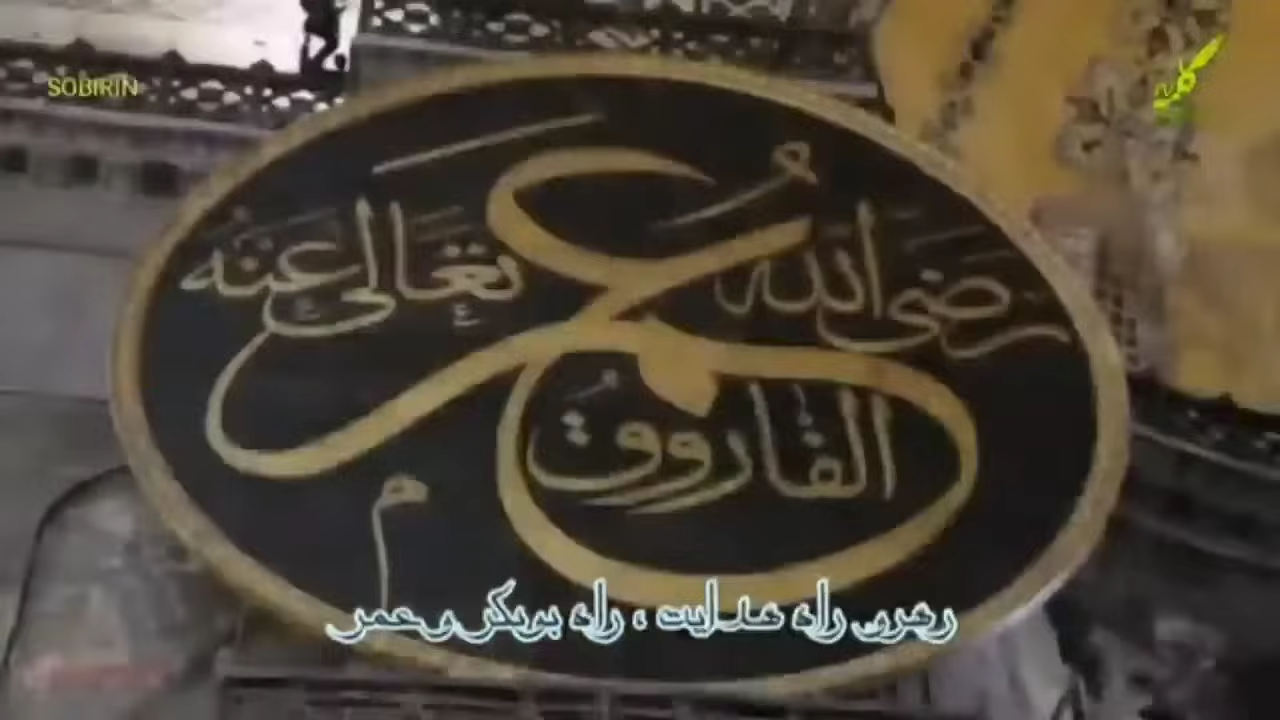 SOBIRIN
عمر
رضي الله تعالى عنه
الفاروق
رهرو راه هدایت ، راه بوبکر و عمر